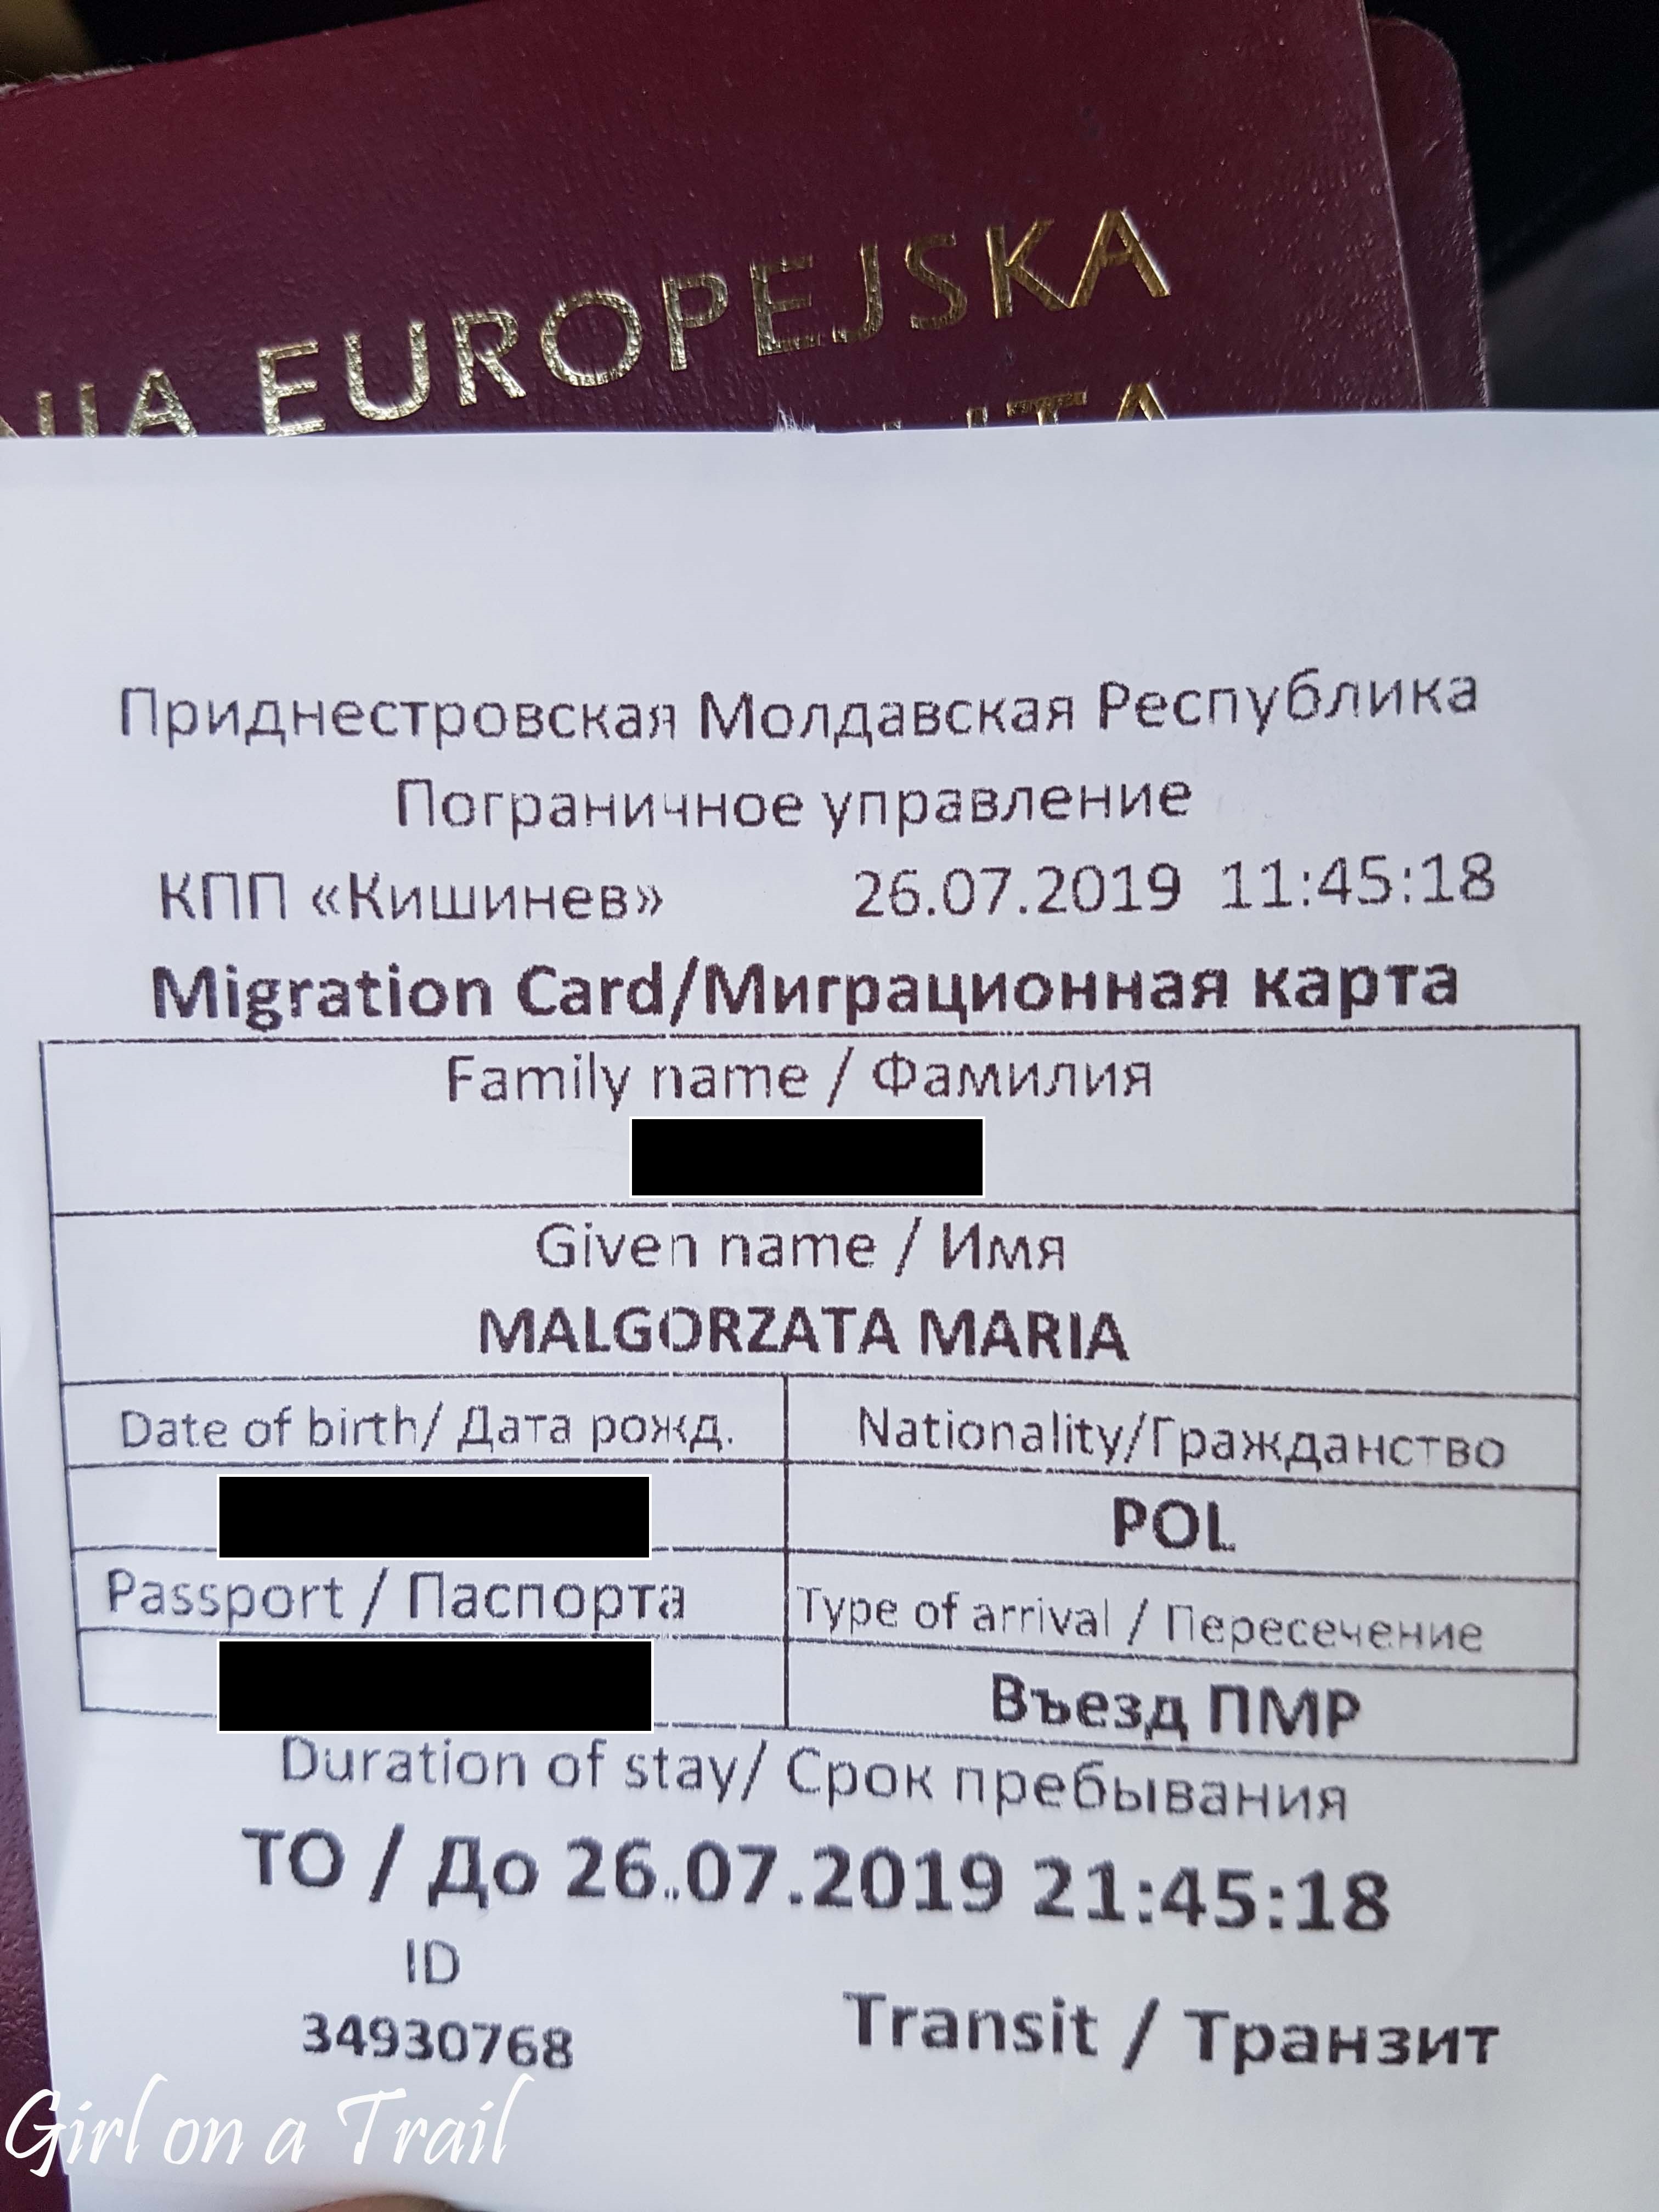 EUROPEJSKA
Приднестровская Молдавская Республика
Пограничное управление
КПП «Кишинев» 26.07.2019 11:45:18
Migration Card/Миграционная карта
Family name / Фамилия
Given name / Имя
MALGORZATA MARIA
Date of birth/ Дата рожд. Nationality/Гражданство
POL
Passport / Паспорта Type of arrival / Пересечение
Въезд ПМР
Duration of stay/ Срок пребывания
TO / До 26.07.2019 21:45:18
ID
34930768 Transit / Транзит
Girl on a Trail